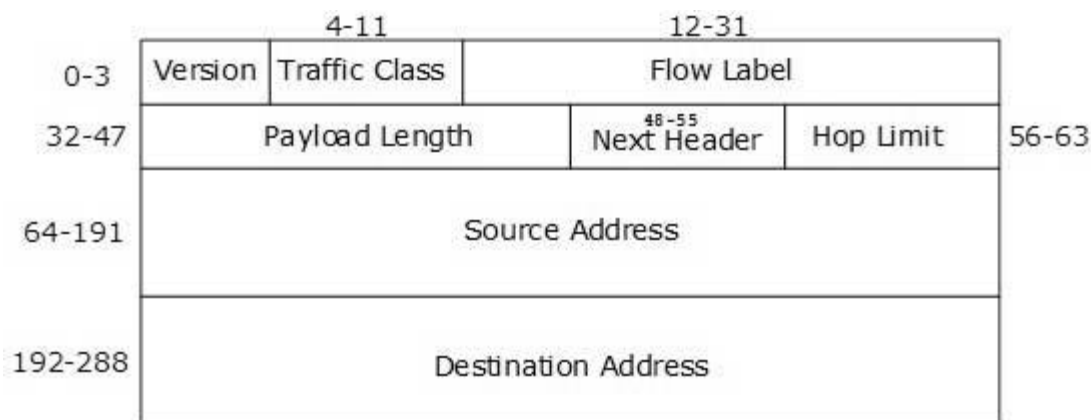 4-11 12-31
0-3 Version Traffic Class Flow Label
48-55
32-47 Payload Length Next Header Hop Limit 56-63
64-191 Source Address
192-288 Destination Address